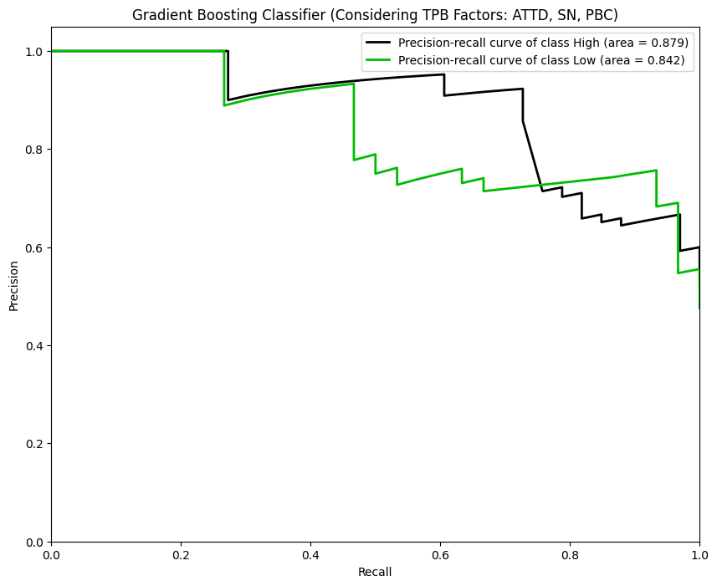 Gradient Boosting Classifier (Considering TPB Factors: ATTD, SN, PBC)
Precision-recall curve of class High (area = 0.879)
Precision-recall curve of class Low (area = 0.842)
1.0
0.8
0.6
0.4
0.2
0.0
Precision
0.0 0.2 0.4 0.6 0.8 1.0
Recall